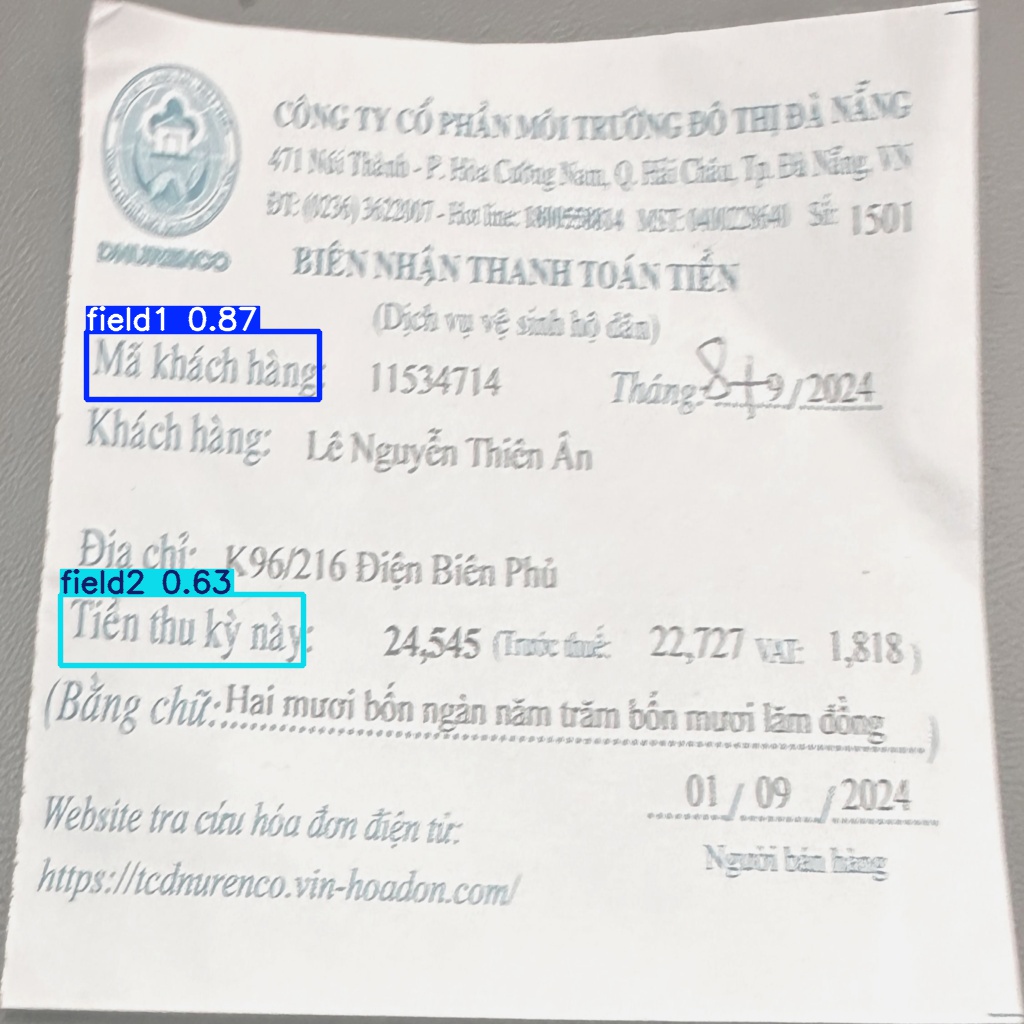 CÔNG TY CỔ PHẦN MÔI TRƯỜNG ĐÔ THỊ ĐÀ NẴNG
471 Núi Thành - P. Hòa Cường Nam, Q. Hải Châu, Tp. Đà Nẵng, VN
ĐT: (0236) 3622007 - Hot line: MST: Số: 1501
DNURENCO
BIÊN NHẬN THANH TOÁN TIỀN
(Dịch vụ vệ sinh hộ dân)
field1 0.87
Mã khách hàng: 11534714 Tháng: 8+9/2024
Khách hàng: Lê Nguyễn Thiên Ân
Địa chỉ: K96/216 Điện Biên Phủ
field2 0.63
Tiền thu kỳ này: 24,545 (Trước thuế: 22,727 VAT: 1,818)
(Bằng chữ: Hai mươi bốn ngàn năm trăm bốn mươi lăm đồng)
01 / 09 / 2024
Website tra cứu hóa đơn điện tử:
Người bán hàng
https://tcdnurenco.vin-hoadon.com/